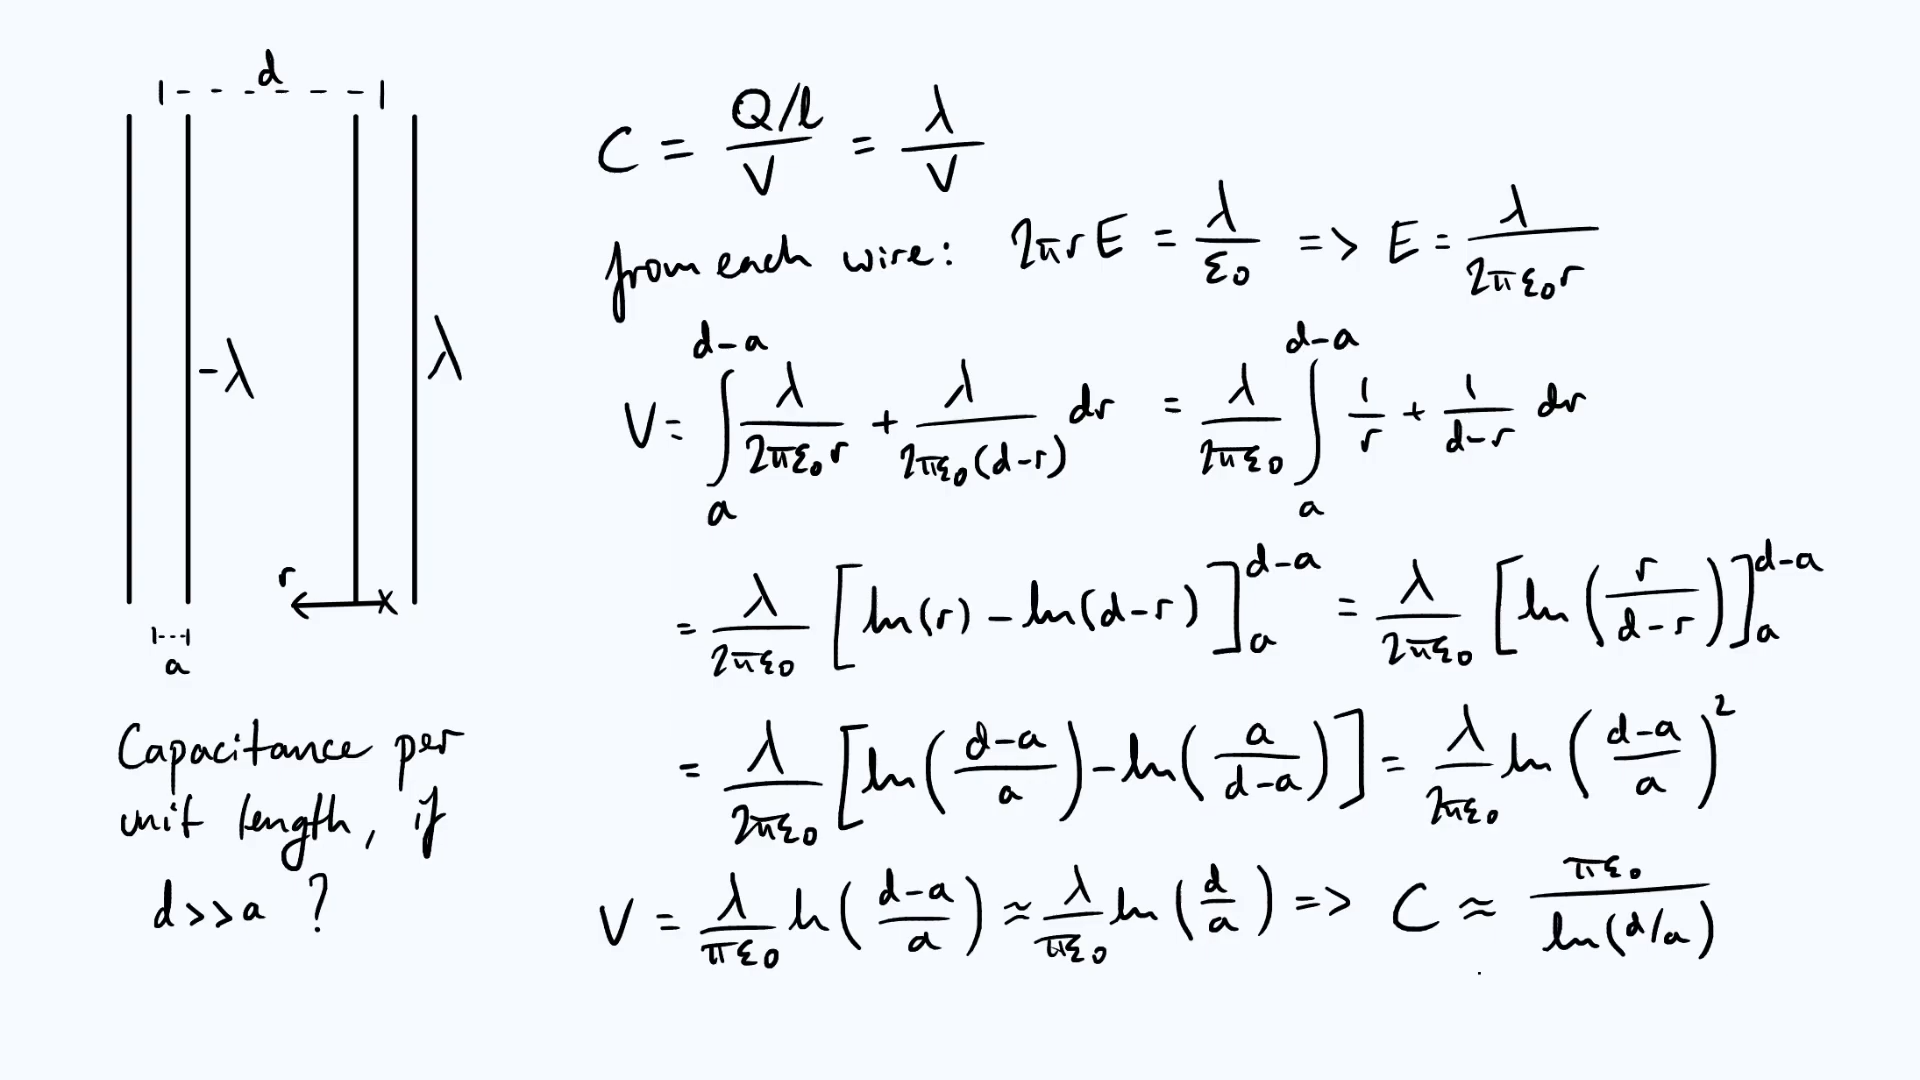 d
-λ
λ
r
a
Capacitance per
unit length, if
d>>a ?
C = (Q/l)/V = λ/V
from each wire: 2πrE = λ/ε₀ => E = λ/(2πε₀r)
V = ∫ₐ^(d-a) λ/(2πε₀r) + λ/(2πε₀(d-r)) dr = λ/(2πε₀) ∫ₐ^(d-a) 1/r + 1/(d-r) dr
= λ/(2πε₀) [ln(r) - ln(d-r)]ₐ^(d-a) = λ/(2πε₀) [ln(r/(d-r))]ₐ^(d-a)
= λ/(2πε₀) [ln((d-a)/a) - ln(a/(d-a))] = λ/(2πε₀) ln((d-a)/a)²
V = λ/(πε₀) ln((d-a)/a) ≈ λ/(πε₀) ln(d/a) => C ≈ πε₀/ln(d/a)